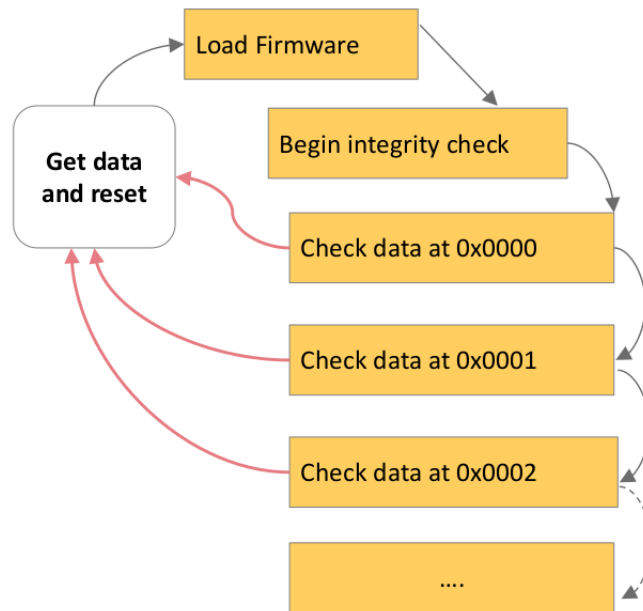 Load Firmware
Begin integrity check
Get data
and reset
Check data at 0x0000
Check data at 0x0001
Check data at 0x0002
....